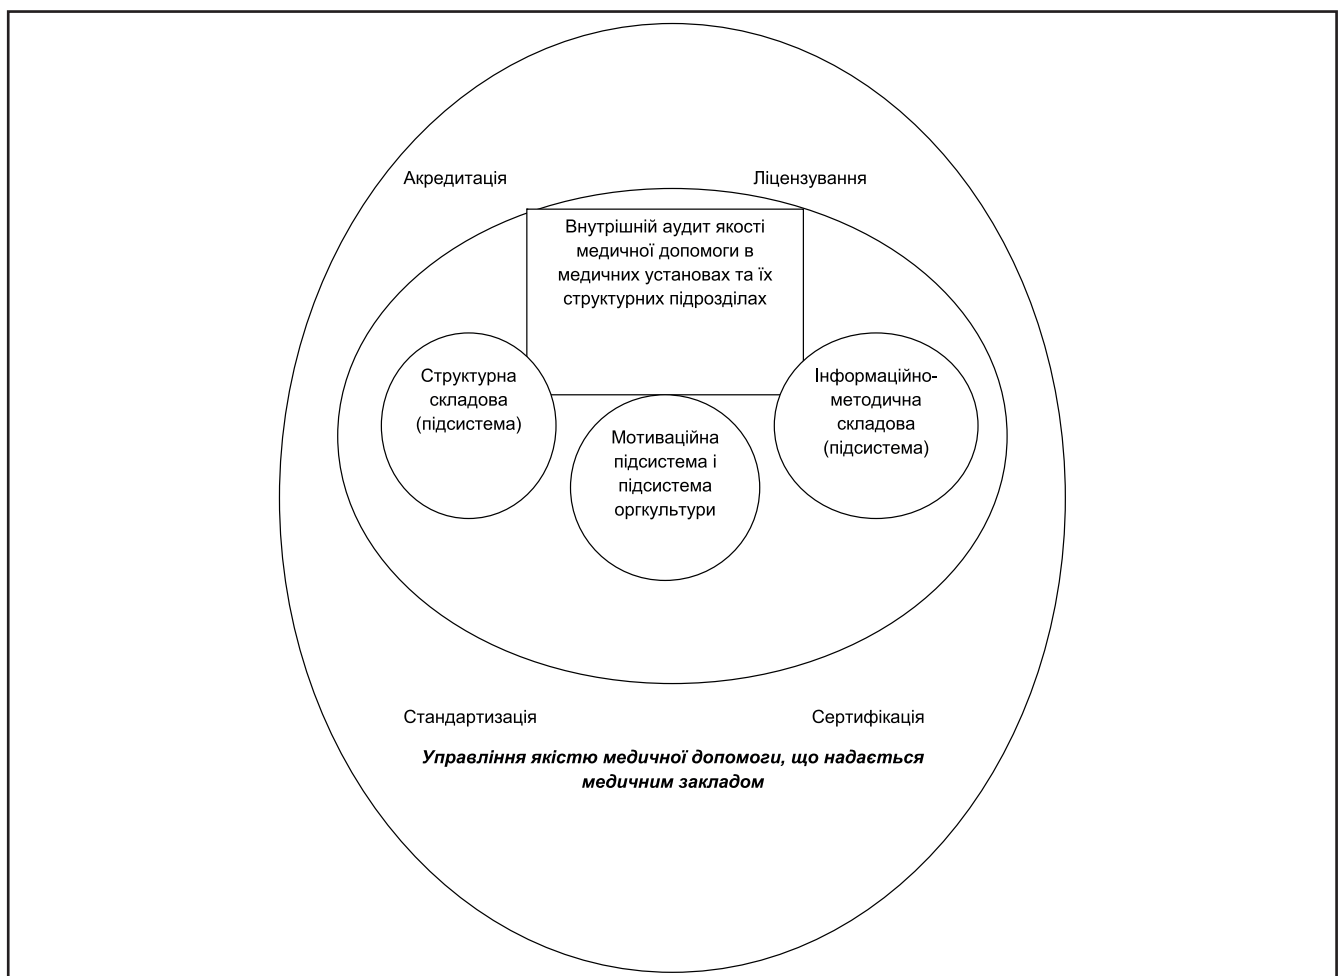 Акредитація
Ліцензування
Внутрішній аудит якості
медичної допомоги в
медичних установах та їх
структурних підрозділах
Структурна
складова
(підсистема)
Мотиваційна
підсистема і
підсистема
оргкультури
Інформаційно-
методична
складова
(підсистема)
Стандартизація
Сертифікація
Управління якістю медичної допомоги, що надається
медичним закладом